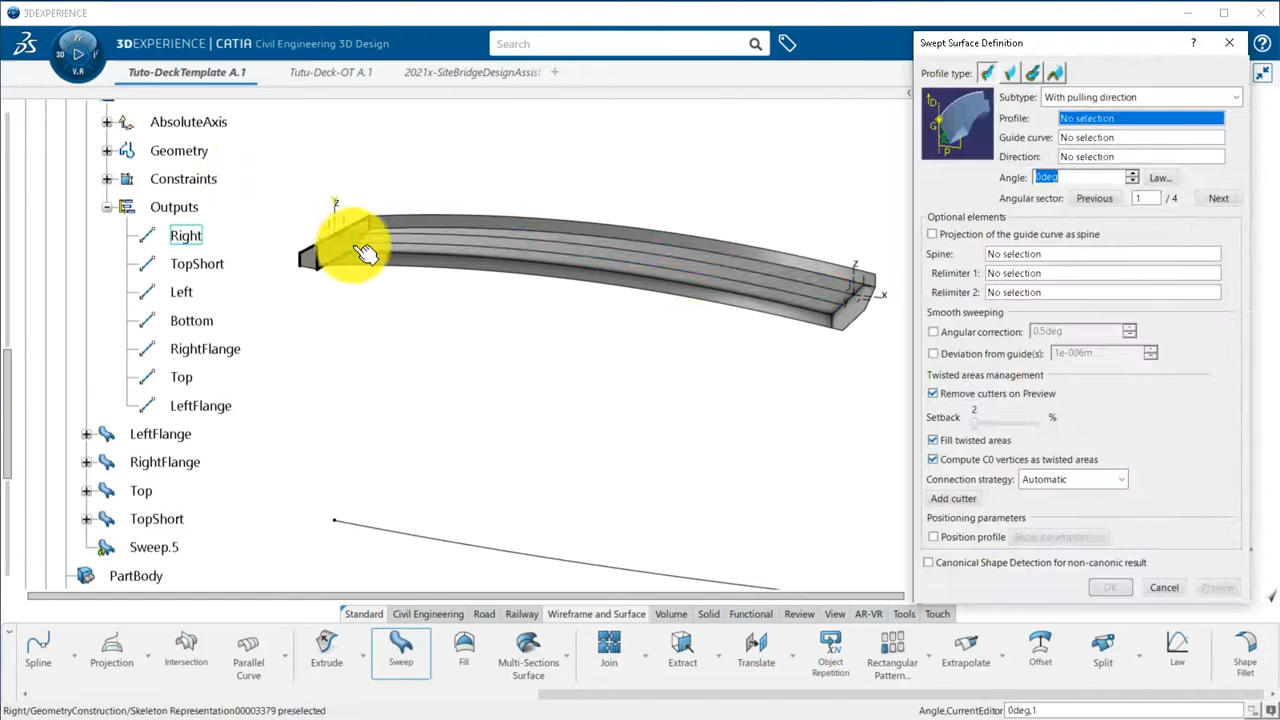 3DEXPERIENCE
3DEXPERIENCE | CATIA Civil Engineering 3D Design
Search
3D
V.R
Tuto-DeckTemplate A.1
Tutu-Deck-OT A.1
2021x-SiteBridgeDesignAssist
AbsoluteAxis
Geometry
Constraints
Outputs
Right
TopShort
Left
Bottom
RightFlange
Top
LeftFlange
LeftFlange
RightFlange
Top
TopShort
Sweep.5
PartBody
z
z
x
Swept Surface Definition
?
Profile type:
Subtype: With pulling direction
Profile: No selection
Guide curve: No selection
Direction: No selection
Angle: 0deg Law...
Angular sector: Previous 1 / 4 Next
Optional elements
Projection of the guide curve as spine
Spine: No selection
Relimiter 1: No selection
Relimiter 2: No selection
Smooth sweeping
Angular correction: 0.5deg
Deviation from guide(s): 1e-006m
Twisted areas management
Remove cutters on Preview
Setback 2 %
Fill twisted areas
Compute C0 vertices as twisted areas
Connection strategy: Automatic
Add cutter
Positioning parameters
Position profile Show parameters...
Canonical Shape Detection for non-canonic result
OK Cancel Preview
Standard Civil Engineering Road Railway Wireframe and Surface Volume Solid Functional Review View AR-VR Tools Touch
Spline
Projection
Intersection
Parallel Curve
Extrude
Sweep
Fill
Multi-Sections Surface
Join
Extract
Translate
Object Repetition
Rectangular Pattern...
Extrapolate
Offset
Split
Law
Shape Fillet
Right/GeometryConstruction/Skeleton Representation00003379 preselected
Angle,CurrentEditor 0deg,1